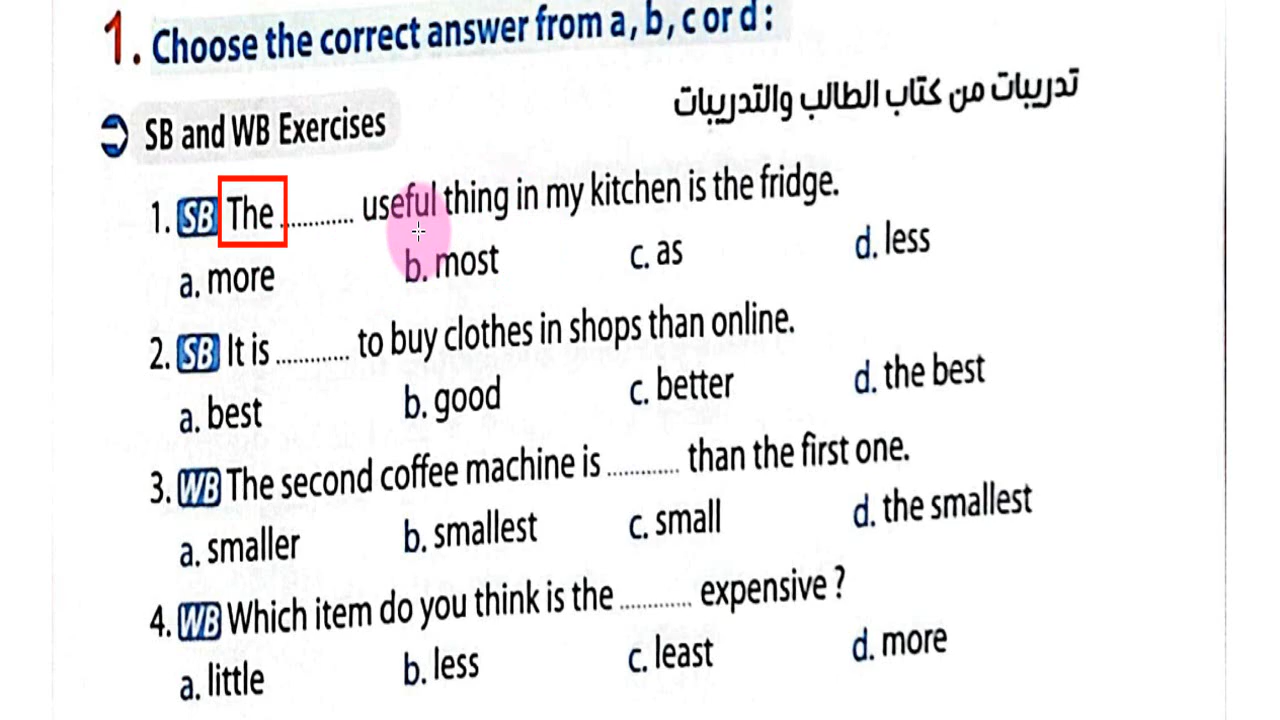 1. Choose the correct answer from a, b, c or d :
تدريبات من كتاب الطالب والتدريبات
SB and WB Exercises
1. SB The ............ useful thing in my kitchen is the fridge.
a. more b. most c. as d. less
2. SB It is ............ to buy clothes in shops than online.
a. best b. good c. better d. the best
3. WB The second coffee machine is ............ than the first one.
a. smaller b. smallest c. small d. the smallest
4. WB Which item do you think is the ............ expensive ?
a. little b. less c. least d. more